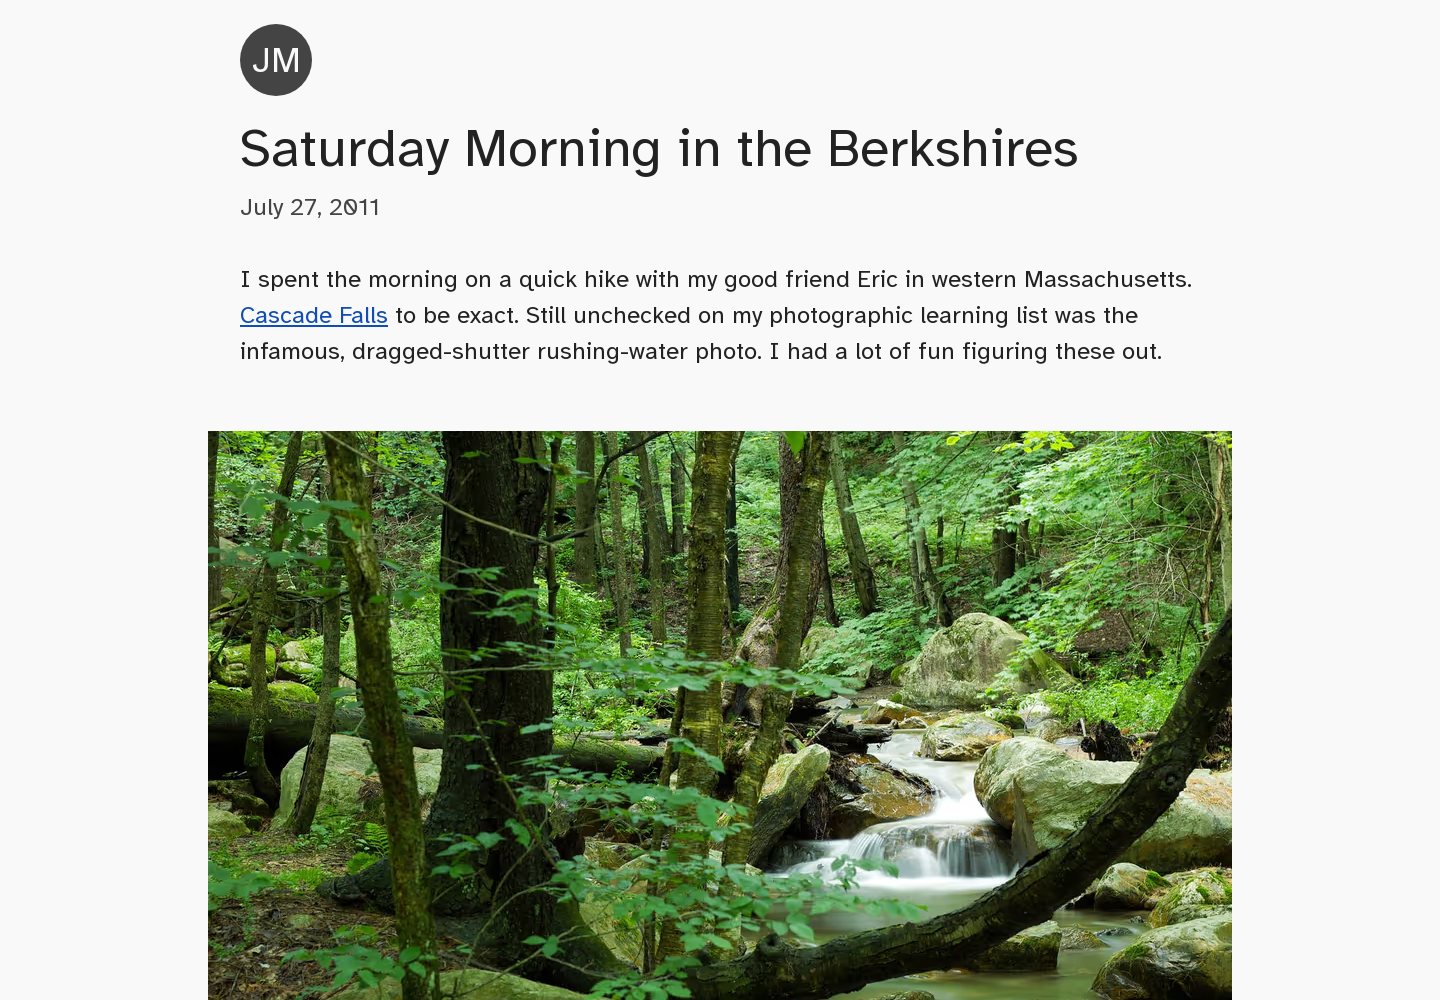 JM
Saturday Morning in the Berkshires
July 27, 2011
I spent the morning on a quick hike with my good friend Eric in western Massachusetts.
Cascade Falls to be exact. Still unchecked on my photographic learning list was the
infamous, dragged-shutter rushing-water photo. I had a lot of fun figuring these out.